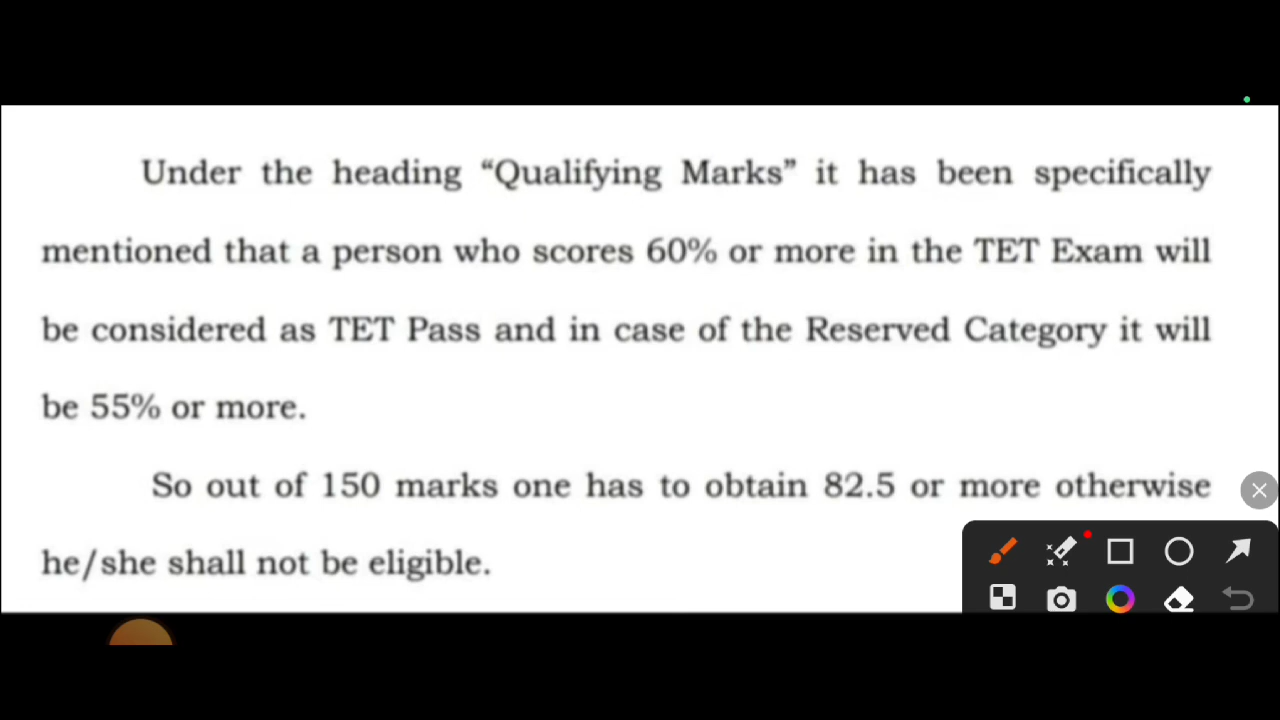 Under the heading “Qualifying Marks” it has been specifically
mentioned that a person who scores 60% or more in the TET Exam will
be considered as TET Pass and in case of the Reserved Category it will
be 55% or more.
So out of 150 marks one has to obtain 82.5 or more otherwise
he/she shall not be eligible.